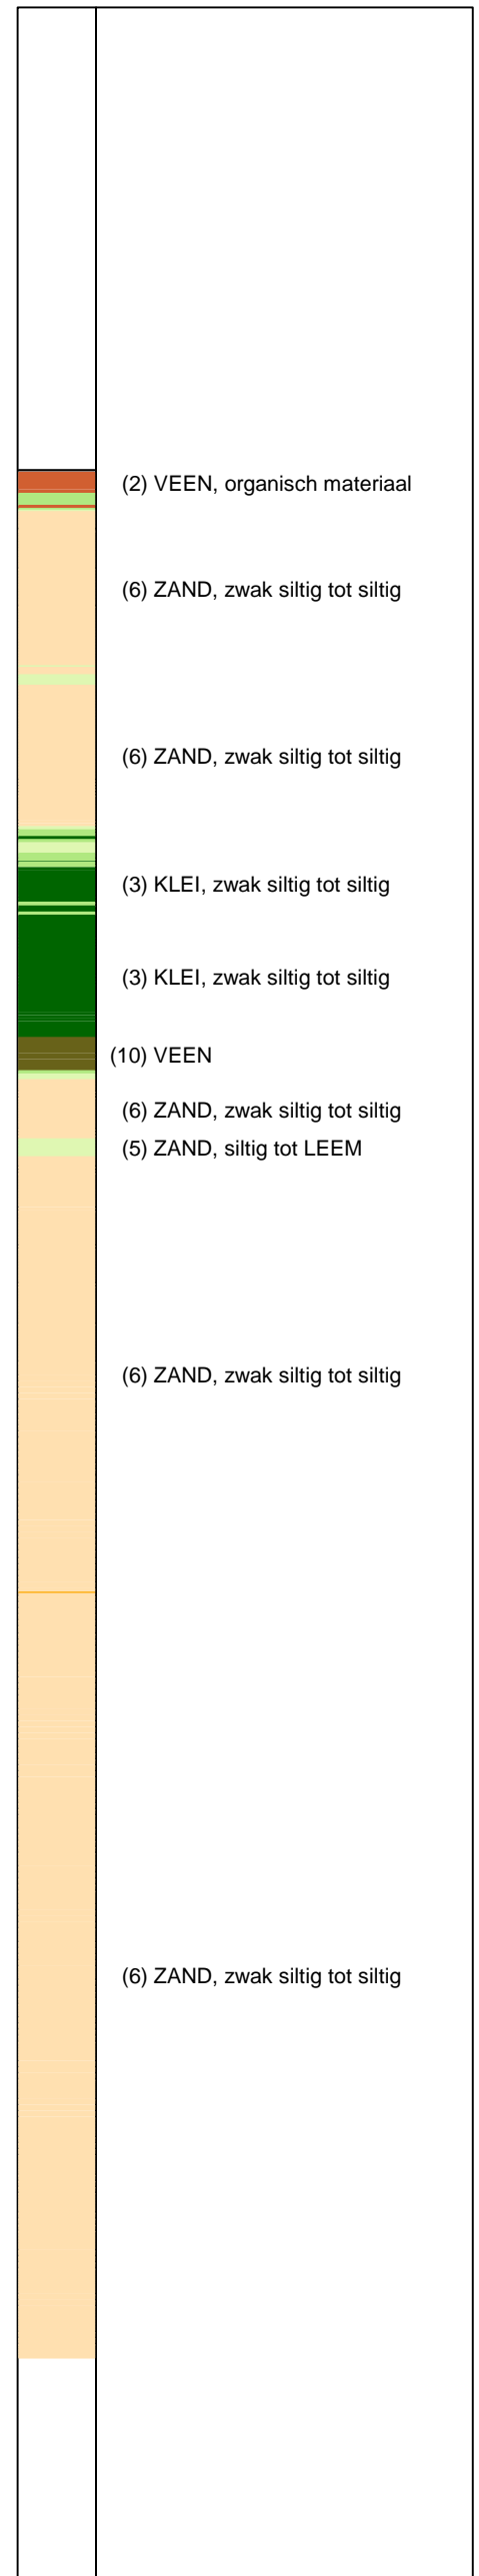 (2) VEEN, organisch materiaal
(6) ZAND, zwak siltig tot siltig
(6) ZAND, zwak siltig tot siltig
(3) KLEI, zwak siltig tot siltig
(3) KLEI, zwak siltig tot siltig
(10) VEEN
(6) ZAND, zwak siltig tot siltig
(5) ZAND, siltig tot LEEM
(6) ZAND, zwak siltig tot siltig
(6) ZAND, zwak siltig tot siltig